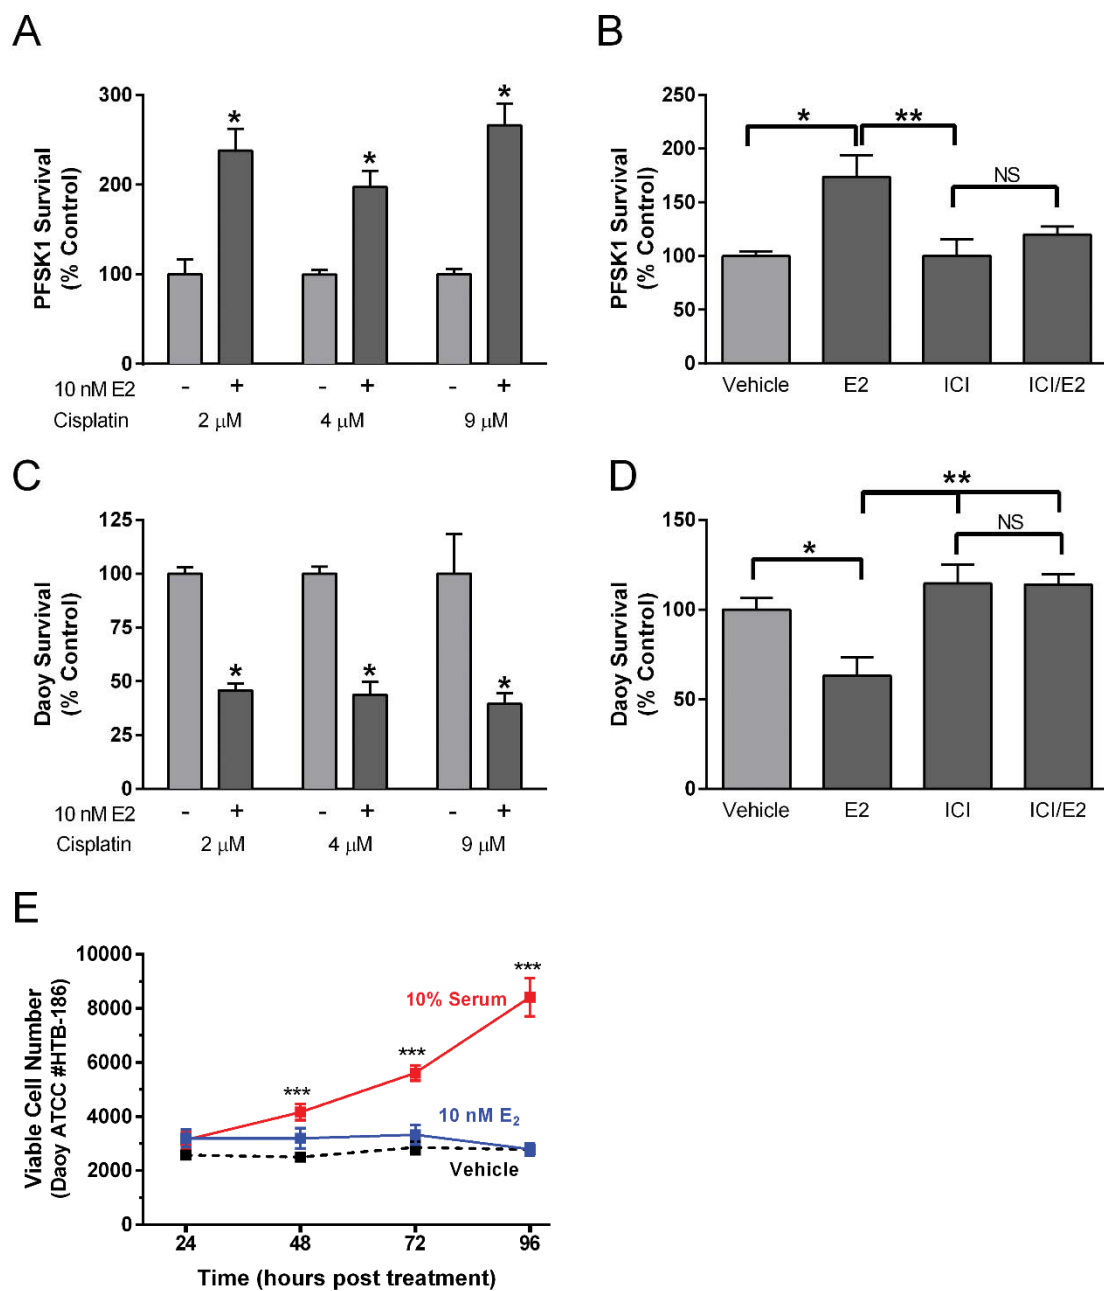 A
PFSK1 Survival
(% Control)
300
200
100
0
*
*
*
10 nM E2
- + - + - +
Cisplatin 2 μM 4 μM 9 μM
B
PFSK1 Survival
(% Control)
250
200
150
100
50
0
*
**
NS
Vehicle E2 ICI ICI/E2
C
Daoy Survival
(% Control)
125
100
75
50
25
0
*
*
*
10 nM E2
- + - + - +
Cisplatin 2 μM 4 μM 9 μM
D
Daoy Survival
(% Control)
150
100
50
0
*
**
NS
Vehicle E2 ICI ICI/E2
E
Viable Cell Number
(Daoy ATCC #HTB-186)
10000
8000
6000
4000
2000
0
***
***
***
10% Serum
10 nM E2
Vehicle
24 48 72 96
Time (hours post treatment)